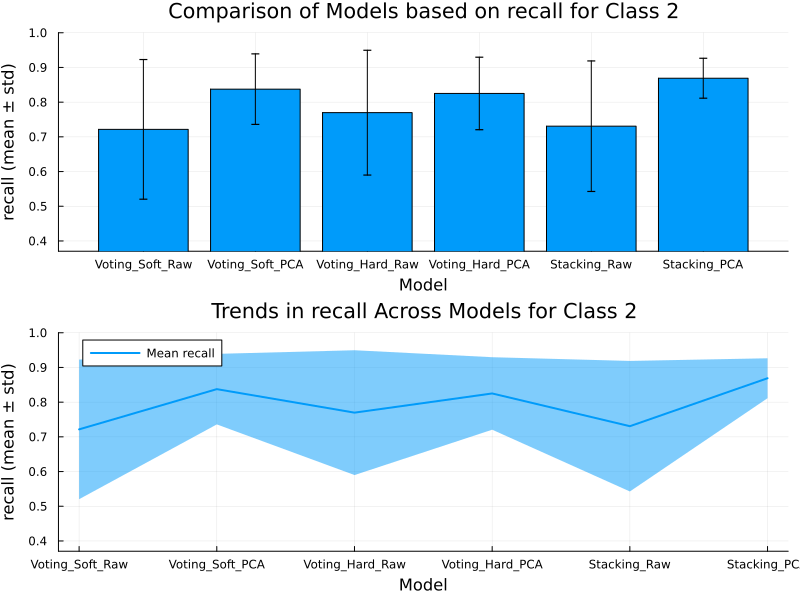 Comparison of Models based on recall for Class 2
recall (mean ± std)
1.0
0.9
0.8
0.7
0.6
0.5
0.4
Voting_Soft_Raw Voting_Soft_PCA Voting_Hard_Raw Voting_Hard_PCA Stacking_Raw Stacking_PCA
Model
Trends in recall Across Models for Class 2
recall (mean ± std)
1.0
0.9
0.8
0.7
0.6
0.5
0.4
Mean recall
Voting_Soft_Raw Voting_Soft_PCA Voting_Hard_Raw Voting_Hard_PCA Stacking_Raw Stacking_PC
Model